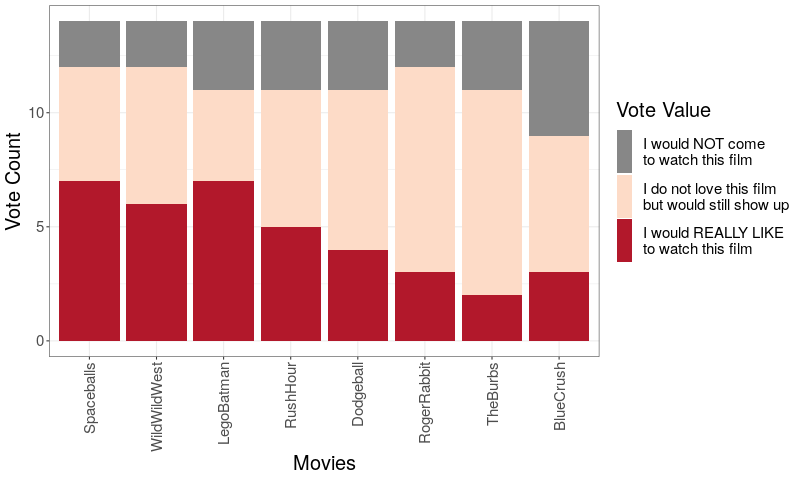 Vote Count
10
5
0
Spaceballs
WildWildWest
LegoBatman
RushHour
Dodgeball
RogerRabbit
TheBurbs
BlueCrush
Movies
Vote Value
I would NOT come
to watch this film
I do not love this film
but would still show up
I would REALLY LIKE
to watch this film